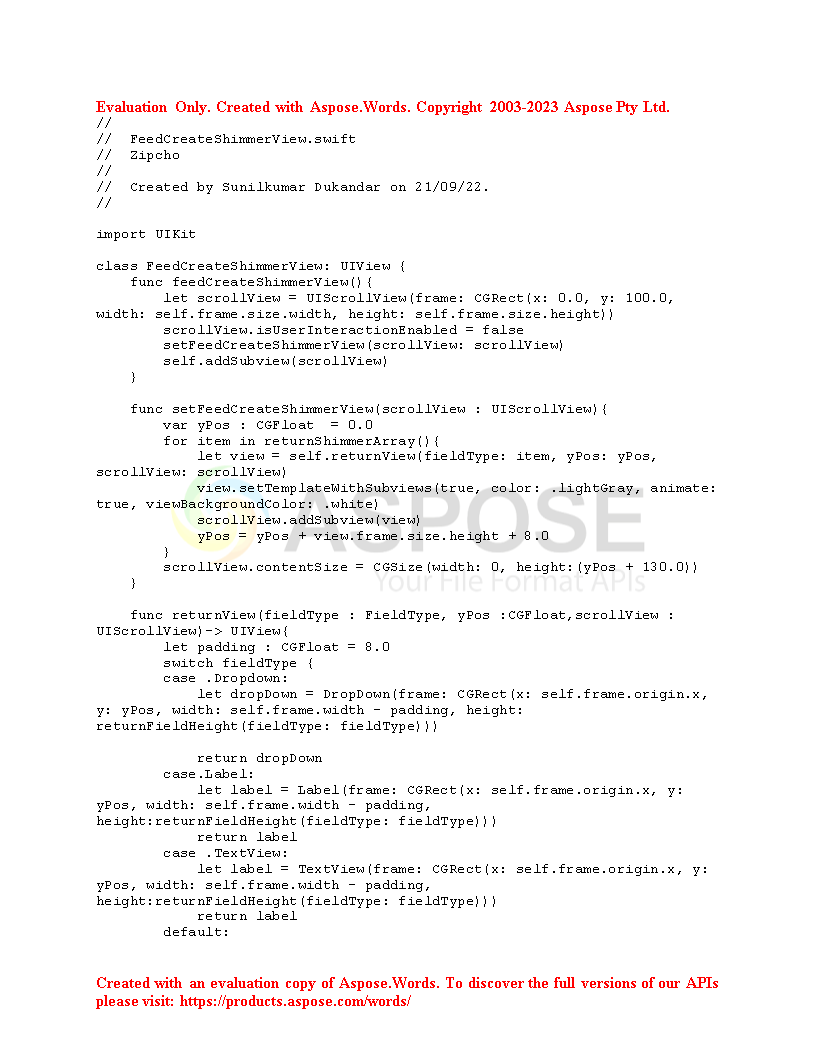 Evaluation Only. Created with Aspose.Words. Copyright 2003-2023 Aspose Pty Ltd.
//
//  FeedCreateShimmerView.swift
//  Zipcho
//
//  Created by Sunilkumar Dukandar on 21/09/22.
//

import UIKit

class FeedCreateShimmerView: UIView {
    func feedCreateShimmerView(){
        let scrollView = UIScrollView(frame: CGRect(x: 0.0, y: 100.0,
width: self.frame.size.width, height: self.frame.size.height))
        scrollView.isUserInteractionEnabled = false
        setFeedCreateShimmerView(scrollView: scrollView)
        self.addSubview(scrollView)
    }

    func setFeedCreateShimmerView(scrollView : UIScrollView){
        var yPos : CGFloat  = 0.0
        for item in returnShimmerArray(){
            let view = self.returnView(fieldType: item, yPos: yPos,
scrollView: scrollView)
            view.setTemplateWithSubviews(true, color: .lightGray, animate:
true, viewBackgroundColor: .white)
            scrollView.addSubview(view)
            yPos = yPos + view.frame.size.height + 8.0
        }
        scrollView.contentSize = CGSize(width: 0, height:(yPos + 130.0))
    }
ASPOSE
Your File Format APIs

    func returnView(fieldType : FieldType, yPos :CGFloat,scrollView :
UIScrollView)-> UIView{
        let padding : CGFloat = 8.0
        switch fieldType {
        case .Dropdown:
            let dropDown = DropDown(frame: CGRect(x: self.frame.origin.x,
y: yPos, width: self.frame.width - padding, height:
returnFieldHeight(fieldType: fieldType)))

            return dropDown
        case.Label:
            let label = Label(frame: CGRect(x: self.frame.origin.x, y:
yPos, width: self.frame.width - padding,
height:returnFieldHeight(fieldType: fieldType)))
            return label
        case .TextView:
            let label = TextView(frame: CGRect(x: self.frame.origin.x, y:
yPos, width: self.frame.width - padding,
height:returnFieldHeight(fieldType: fieldType)))
            return label
        default:

Created with an evaluation copy of Aspose.Words. To discover the full versions of our APIs
please visit: https://products.aspose.com/words/